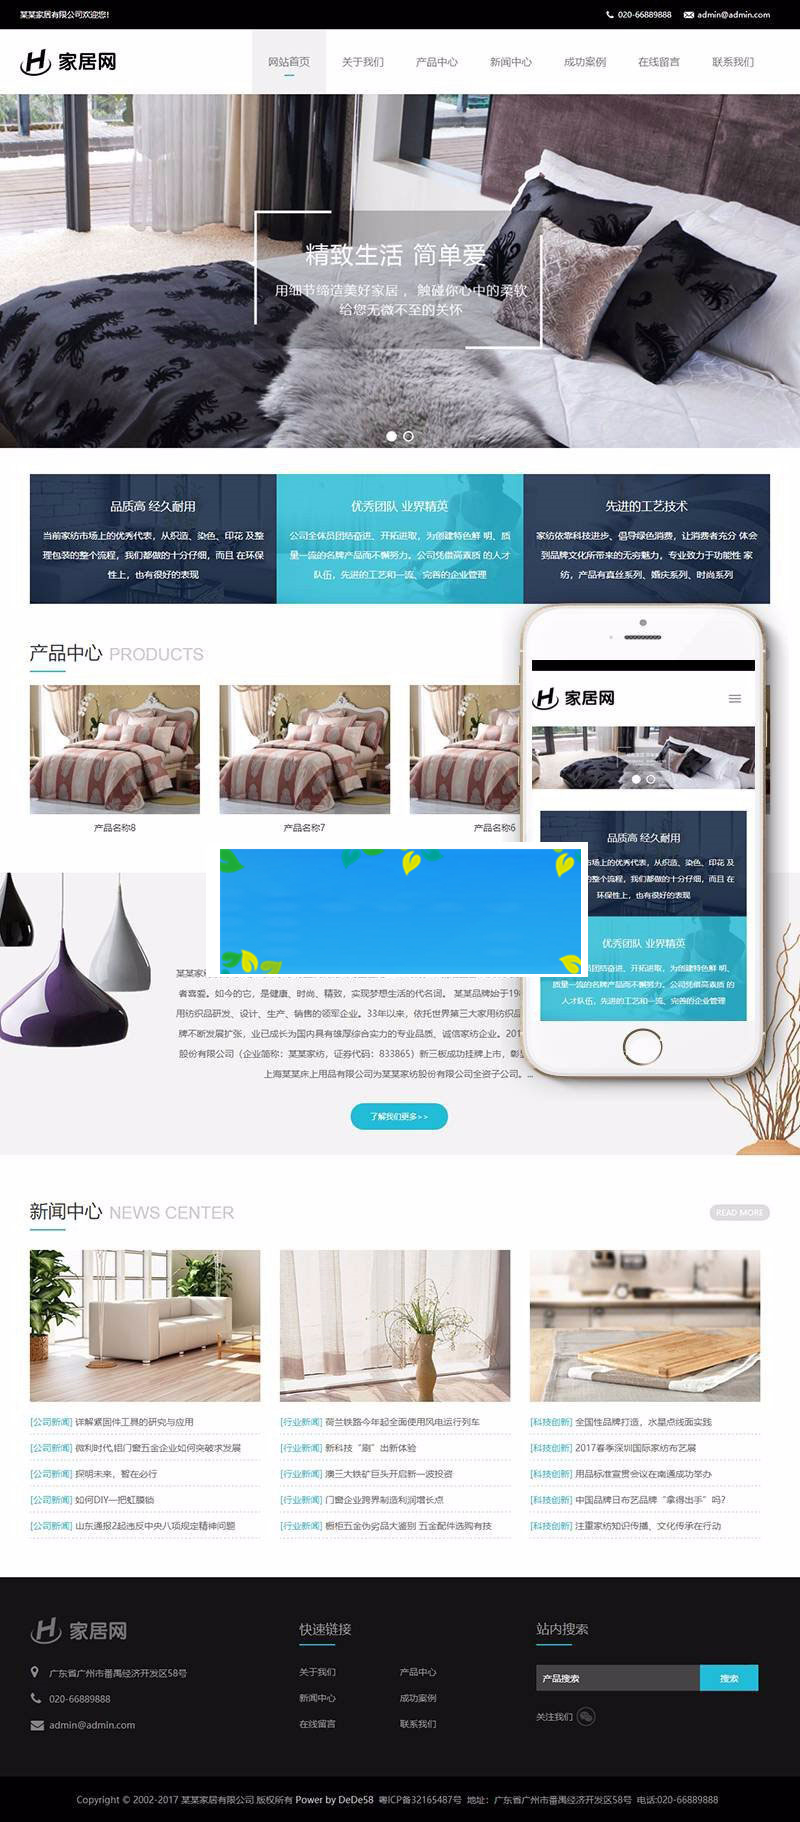 某某家居有限公司欢迎您!
020-66889888 admin@admin.com
家居网
网站首页 关于我们 产品中心 新闻中心 成功案例 在线留言 联系我们
精致生活 简单爱
用细节缔造美好家居，触碰你心中的柔软
给您无微不至的关怀
品质高 经久耐用
当前家纺市场上的优秀代表，从织造、染色、印花 及整
理包装的整个流程，我们都做的十分仔细，而且 在环保
性上，也有很好的表现
优秀团队 业界精英
公司全体员团结奋进、开拓进取，为创建特色鲜 明、质
量一流的名牌产品而不懈努力。公司凭借高素质 的人才
队伍，先进的工艺和一流、完善的企业管理
先进的工艺技术
家纺依靠科技进步、倡导绿色消费，让消费者充分 体会
到品牌文化所带来的无穷魅力，专业致力于功能性 家
纺，产品有真丝系列、婚庆系列、时尚系列
产品中心 PRODUCTS
产品名称8
产品名称7
产品名称6
家居网
精致生活 简单爱
品质高 经久耐用
市场上的优秀代表，从织造、染色、印花 及
的整个流程，我们都做的十分仔细，而且 在
环保性上，也有很好的表现
优秀团队 业界精英
团结奋进、开拓进取，为创建特色鲜 明、
质量一流的名牌产品而不懈努力。公司凭借高素质 的
人才队伍，先进的工艺和一流、完善的企业管理
某某家
者喜爱。如今的它，是健康、时尚、精致，实现梦想生活的代名词。 某某品牌始于198
用纺织品研发、设计、生产、销售的领军企业。33年以来，依托世界第三大家用纺织品
牌不断发展扩张，业已成长为国内具有雄厚综合实力的专业品质、诚信家纺企业。201
股份有限公司（企业简称：某某家纺，证券代码：833865）新三板成功挂牌上市，彰
上海某某床上用品有限公司为某某家纺股份有限公司全资子公司。...
了解我们更多>>
新闻中心 NEWS CENTER
READ MORE
[公司新闻] 详解紧固件工具的研究与应用
[公司新闻] 微利时代,铝门窗五金企业如何突破求发展
[公司新闻] 探明未来，智在必行
[公司新闻] 如何DIY一把虹膜锁
[公司新闻] 山东通报2起违反中央八项规定精神问题
[行业新闻] 荷兰铁路今年起全面使用风电运行列车
[行业新闻] 新科技“刷”出新体验
[行业新闻] 澳三大铁矿巨头开启新一波投资
[行业新闻] 门窗企业跨界制造利润增长点
[行业新闻] 橱柜五金伪劣品大鉴别 五金配件选购有技
[科技创新] 全国性品牌打造，水星点线面实践
[科技创新] 2017春季深圳国际家纺布艺展
[科技创新] 用品标准宣贯会议在南通成功举办
[科技创新] 中国品牌日布艺品牌“拿得出手”吗？
[科技创新] 注重家纺知识传播、文化传承在行动
家居网
广东省广州市番禺经济开发区58号
020-66889888
admin@admin.com
快速链接
关于我们 产品中心
新闻中心 成功案例
在线留言 联系我们
站内搜索
产品搜索 搜索
关注我们
Copyright © 2002-2017 某某家居有限公司 版权所有 Power by DeDe58 粤ICP备32165487号 地址：广东省广州市番禺经济开发区58号 电话:020-66889888